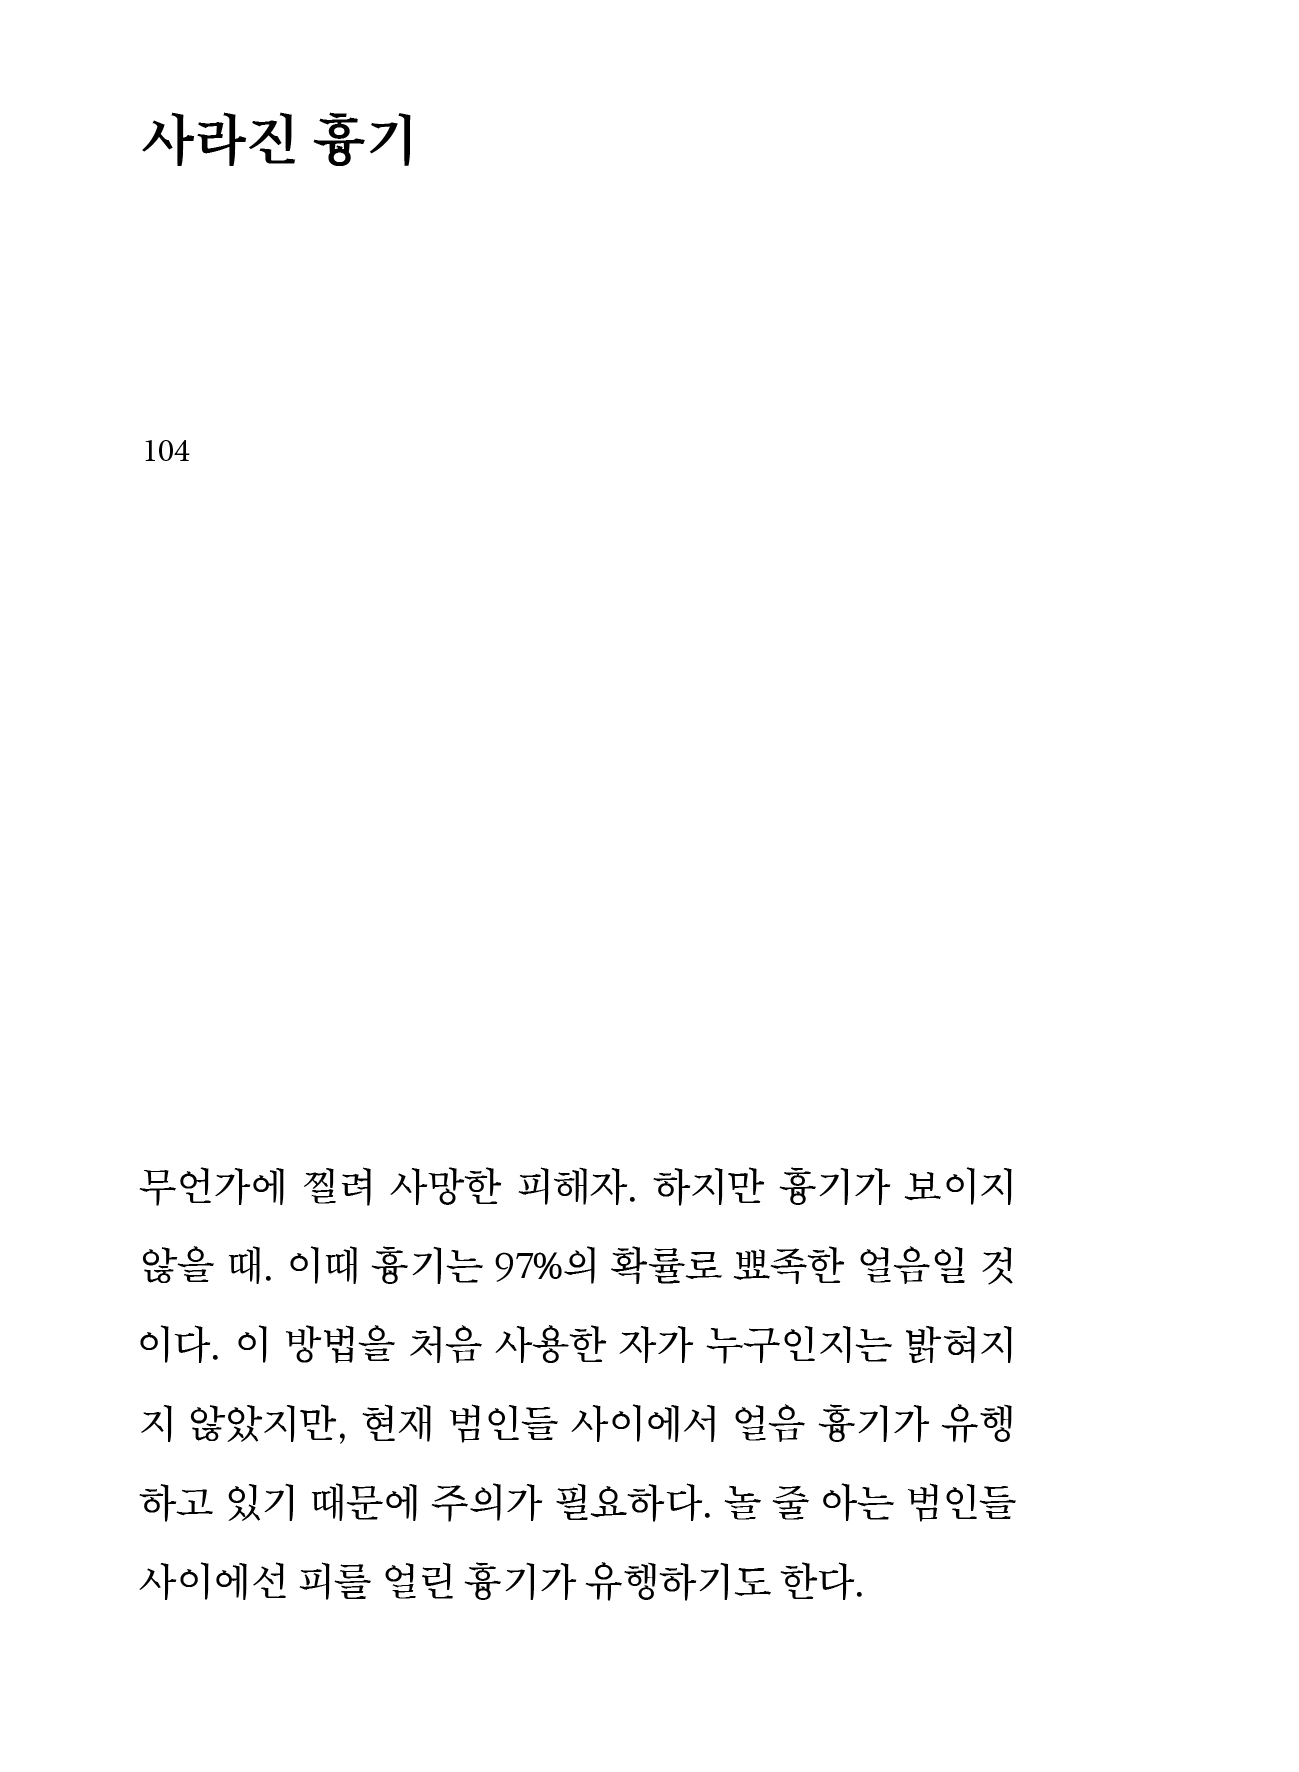 사라진 흉기
104
무언가에 찔려 사망한 피해자. 하지만 흉기가 보이지
않을 때. 이때 흉기는 97%의 확률로 뾰족한 얼음일 것
이다. 이 방법을 처음 사용한 자가 누구인지는 밝혀지
지 않았지만, 현재 범인들 사이에서 얼음 흉기가 유행
하고 있기 때문에 주의가 필요하다. 놀 줄 아는 범인들
사이에선 피를 얼린 흉기가 유행하기도 한다.